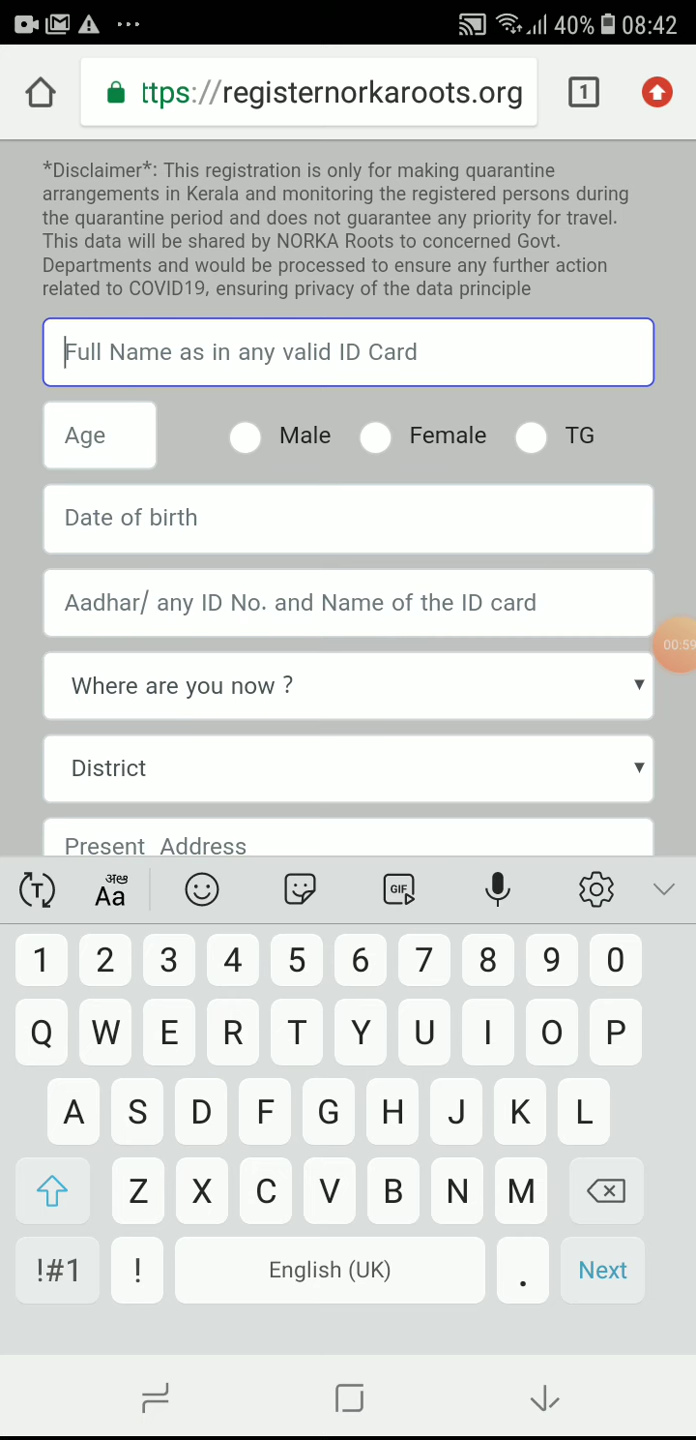 40% 08:42
ttps://registernorkaroots.org 1
*Disclaimer*: This registration is only for making quarantine
arrangements in Kerala and monitoring the registered persons during
the quarantine period and does not guarantee any priority for travel.
This data will be shared by NORKA Roots to concerned Govt.
Departments and would be processed to ensure any further action
related to COVID19, ensuring privacy of the data principle
Full Name as in any valid ID Card
Age Male Female TG
Date of birth
Aadhar/ any ID No. and Name of the ID card
00:59
Where are you now ?
District
Present Address
T अആ Aa GIF
1 2 3 4 5 6 7 8 9 0
Q W E R T Y U I O P
A S D F G H J K L
Z X C V B N M
!#1 ! English (UK) . Next